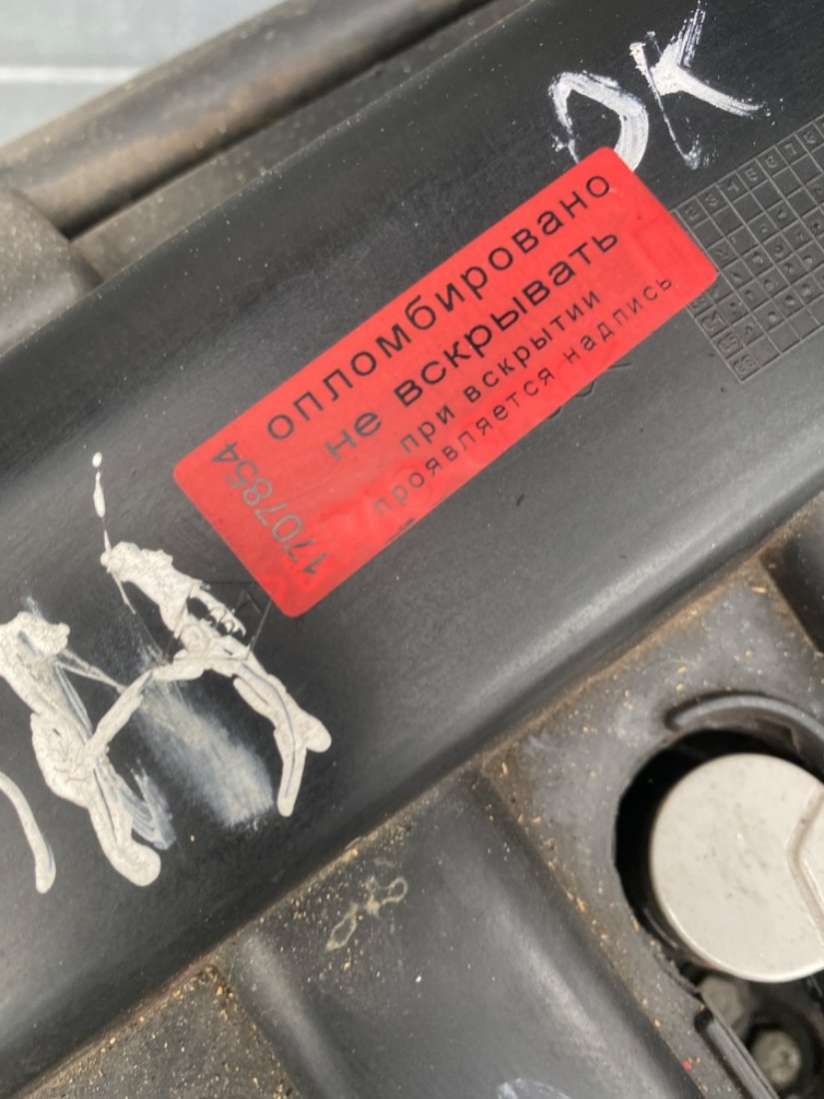 OK
опломбировано
не вскрывать
при вскрытии
проявляется надпись
1707854